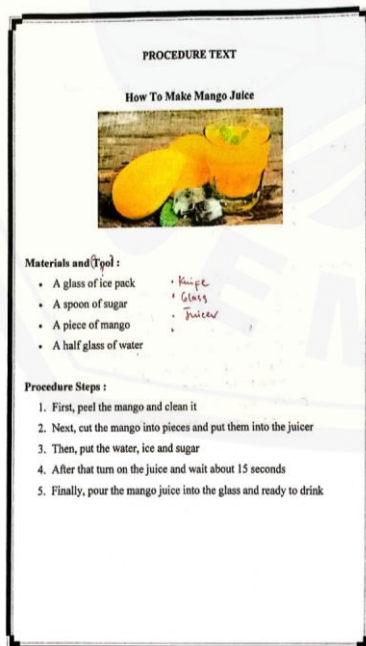 PROCEDURE TEXT
How To Make Mango Juice
Materials and Tool :
• A glass of ice pack
• Knife
• A spoon of sugar
• Glass
• A piece of mango
• Juicer
• A half glass of water
Procedure Steps :
1. First, peel the mango and clean it
2. Next, cut the mango into pieces and put them into the juicer
3. Then, put the water, ice and sugar
4. After that turn on the juice and wait about 15 seconds
5. Finally, pour the mango juice into the glass and ready to drink